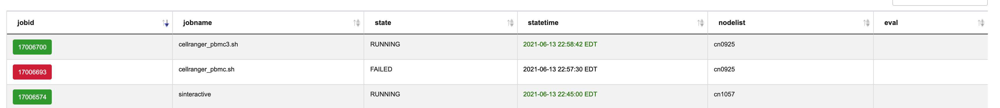 jobid jobname state statetime nodelist eval
17006700 cellranger_pbmc3.sh RUNNING 2021-06-13 22:58:42 EDT cn0925
17006693 cellranger_pbmc.sh FAILED 2021-06-13 22:57:30 EDT cn0925
17006574 sinteractive RUNNING 2021-06-13 22:45:00 EDT cn1057